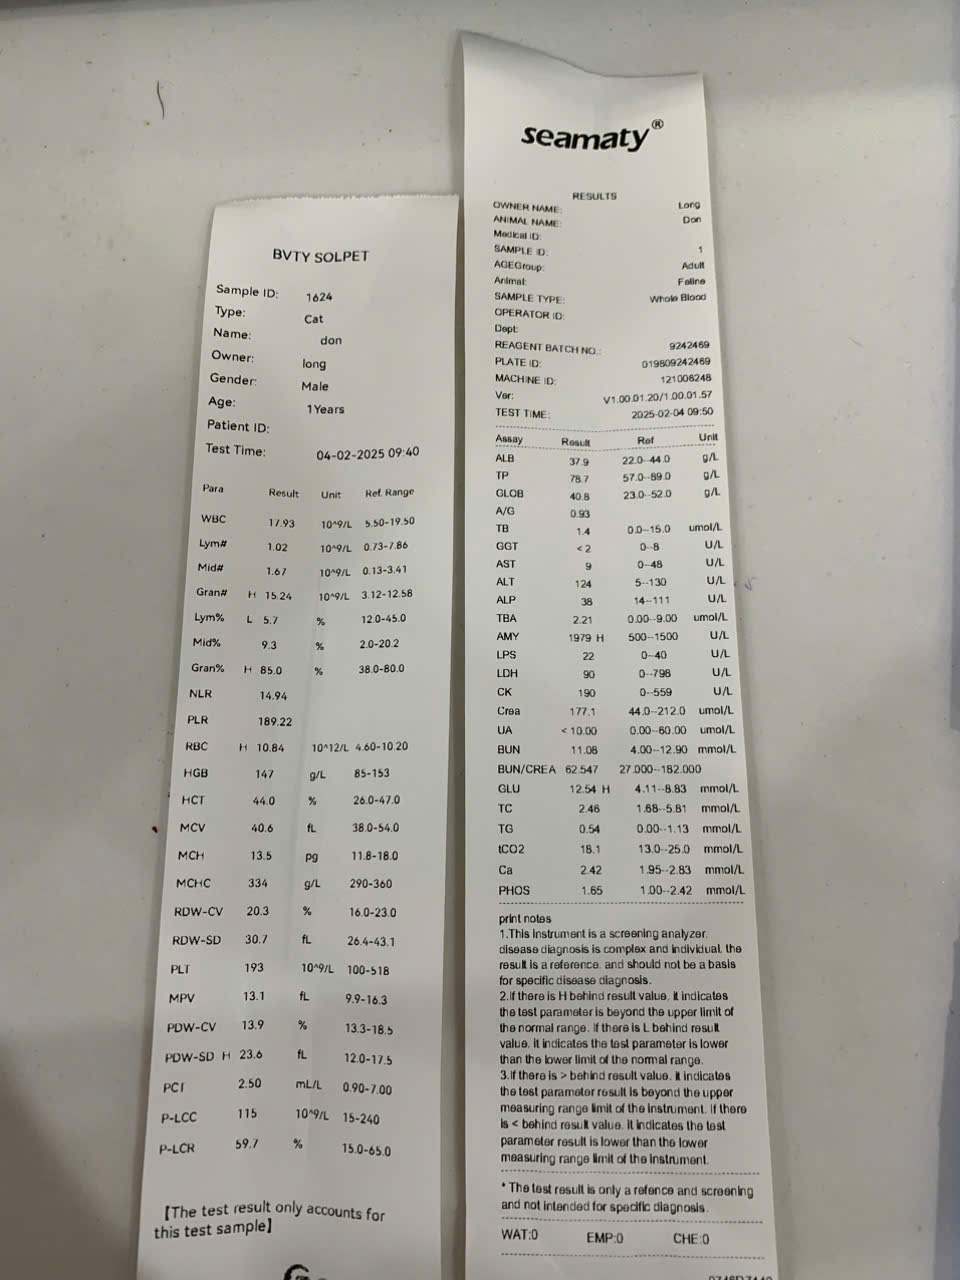 BVTY SOLPET
Sample ID: 1624
Type: Cat
Name: don
Owner: long
Gender: Male
Age: 1Years
Patient ID:
Test Time: 04-02-2025 09:40
Para Result Unit Ref. Range
WBC 17.93 10^9/L 5.50-19.50
Lym# 1.02 10^9/L 0.73-7.86
Mid# 1.67 10^9/L 0.13-3.41
Gran# H 15.24 10^9/L 3.12-12.58
Lym% L 5.7 % 12.0-45.0
Mid% 9.3 % 2.0-20.2
Gran% H 85.0 % 38.0-80.0
NLR 14.94
PLR 189.22
RBC H 10.84 10^12/L 4.60-10.20
HGB 147 g/L 85-153
HCT 44.0 % 26.0-47.0
MCV 40.6 fL 38.0-54.0
MCH 13.5 pg 11.8-18.0
MCHC 334 g/L 290-360
RDW-CV 20.3 % 16.0-23.0
RDW-SD 30.7 fL 26.4-43.1
PLT 193 10^9/L 100-518
MPV 13.1 fL 9.9-16.3
PDW-CV 13.9 % 13.3-18.5
PDW-SD H 23.6 fL 12.0-17.5
PCT 2.50 mL/L 0.90-7.00
P-LCC 115 10^9/L 15-240
P-LCR 59.7 % 15.0-65.0
【The test result only accounts for
this test sample】
seamaty®
RESULTS
OWNER NAME: Long
ANIMAL NAME: Don
Medical ID:
SAMPLE ID: 1
AGEGroup: Adult
Animal: Feline
SAMPLE TYPE: Whole Blood
OPERATOR ID:
Dept:
REAGENT BATCH NO.: 9242469
PLATE ID: 019809242469
MACHINE ID: 121006248
Ver: V1.00.01.20/1.00.01.57
TEST TIME: 2025-02-04 09:50
Assay Result Ref Unit
ALB 37.9 22.0--44.0 g/L
TP 78.7 57.0--89.0 g/L
GLOB 40.8 23.0--52.0 g/L
A/G 0.93
TB 1.4 0.0--15.0 umol/L
GGT <2 0--8 U/L
AST 9 0--48 U/L
ALT 124 5--130 U/L
ALP 38 14--111 U/L
TBA 2.21 0.00--9.00 umol/L
AMY 1979 H 500--1500 U/L
LPS 22 0--40 U/L
LDH 90 0--798 U/L
CK 190 0--559 U/L
Crea 177.1 44.0--212.0 umol/L
UA <10.00 0.00--60.00 umol/L
BUN 11.08 4.00--12.90 mmol/L
BUN/CREA 62.547 27.000--182.000
GLU 12.54 H 4.11--8.83 mmol/L
TC 2.46 1.68--5.81 mmol/L
TG 0.54 0.00--1.13 mmol/L
tCO2 18.1 13.0--25.0 mmol/L
Ca 2.42 1.95--2.83 mmol/L
PHOS 1.65 1.00--2.42 mmol/L
print notes
1.This instrument is a screening analyzer,
disease diagnosis is complex and individual, the
result is a reference, and should not be a basis
for specific disease diagnosis.
2.If there is H behind result value, it indicates
the test parameter is beyond the upper limit of
the normal range. If there is L behind result
value, it indicates the test parameter is lower
than the lower limit of the normal range.
3.If there is > behind result value, it indicates
the test parameter result is beyond the upper
measuring range limit of the instrument. If there
is < behind result value. It indicates the test
parameter result is lower than the lower
measuring range limit of the instrument.
* The test result is only a refence and screening
and not intended for specific diagnosis.
WAT:0 EMP:0 CHE:0